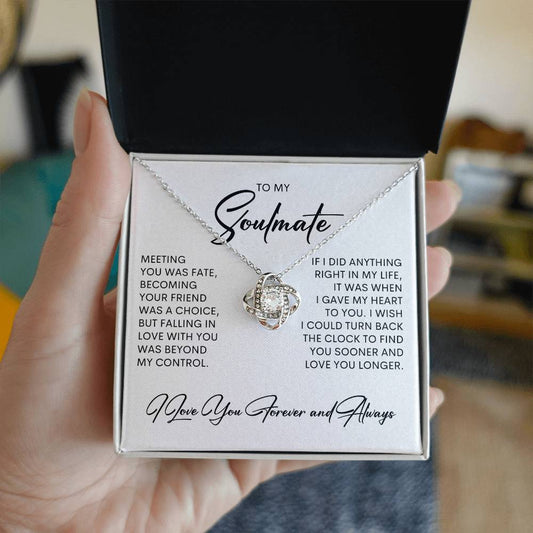 TO MY
Soulmate
MEETING
YOU WAS FATE,
BECOMING
YOUR FRIEND
WAS A CHOICE,
BUT FALLING IN
LOVE WITH YOU
WAS BEYOND
MY CONTROL.
IF I DID ANYTHING
RIGHT IN MY LIFE,
IT WAS WHEN
I GAVE MY HEART
TO YOU. I WISH
I COULD TURN BACK
THE CLOCK TO FIND
YOU SOONER AND
LOVE YOU LONGER.
I Love You Forever and Always